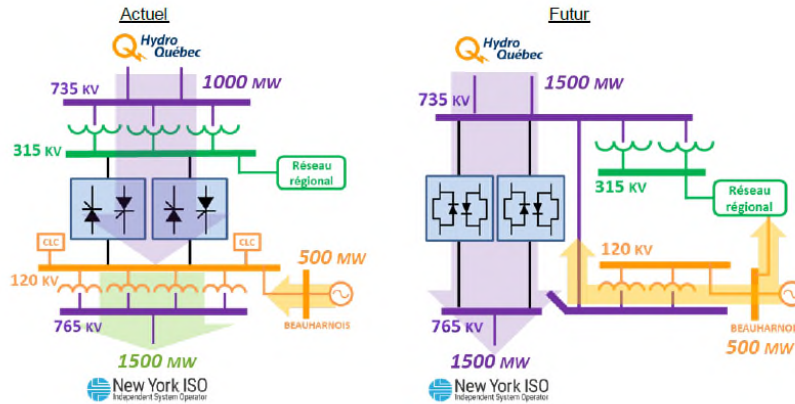 Actuel
Hydro
Québec
1000 MW
735 KV
315 KV
Réseau
régional
CLC
CLC
500 MW
120 KV
BEAUHARNOIS
765 KV
1500 MW
New York ISO
Independent System Operator
Futur
Hydro
Québec
1500 MW
735 KV
315 KV
Réseau
régional
120 KV
BEAUHARNOIS
500 MW
765 KV
1500 MW
New York ISO
Independent System Operator